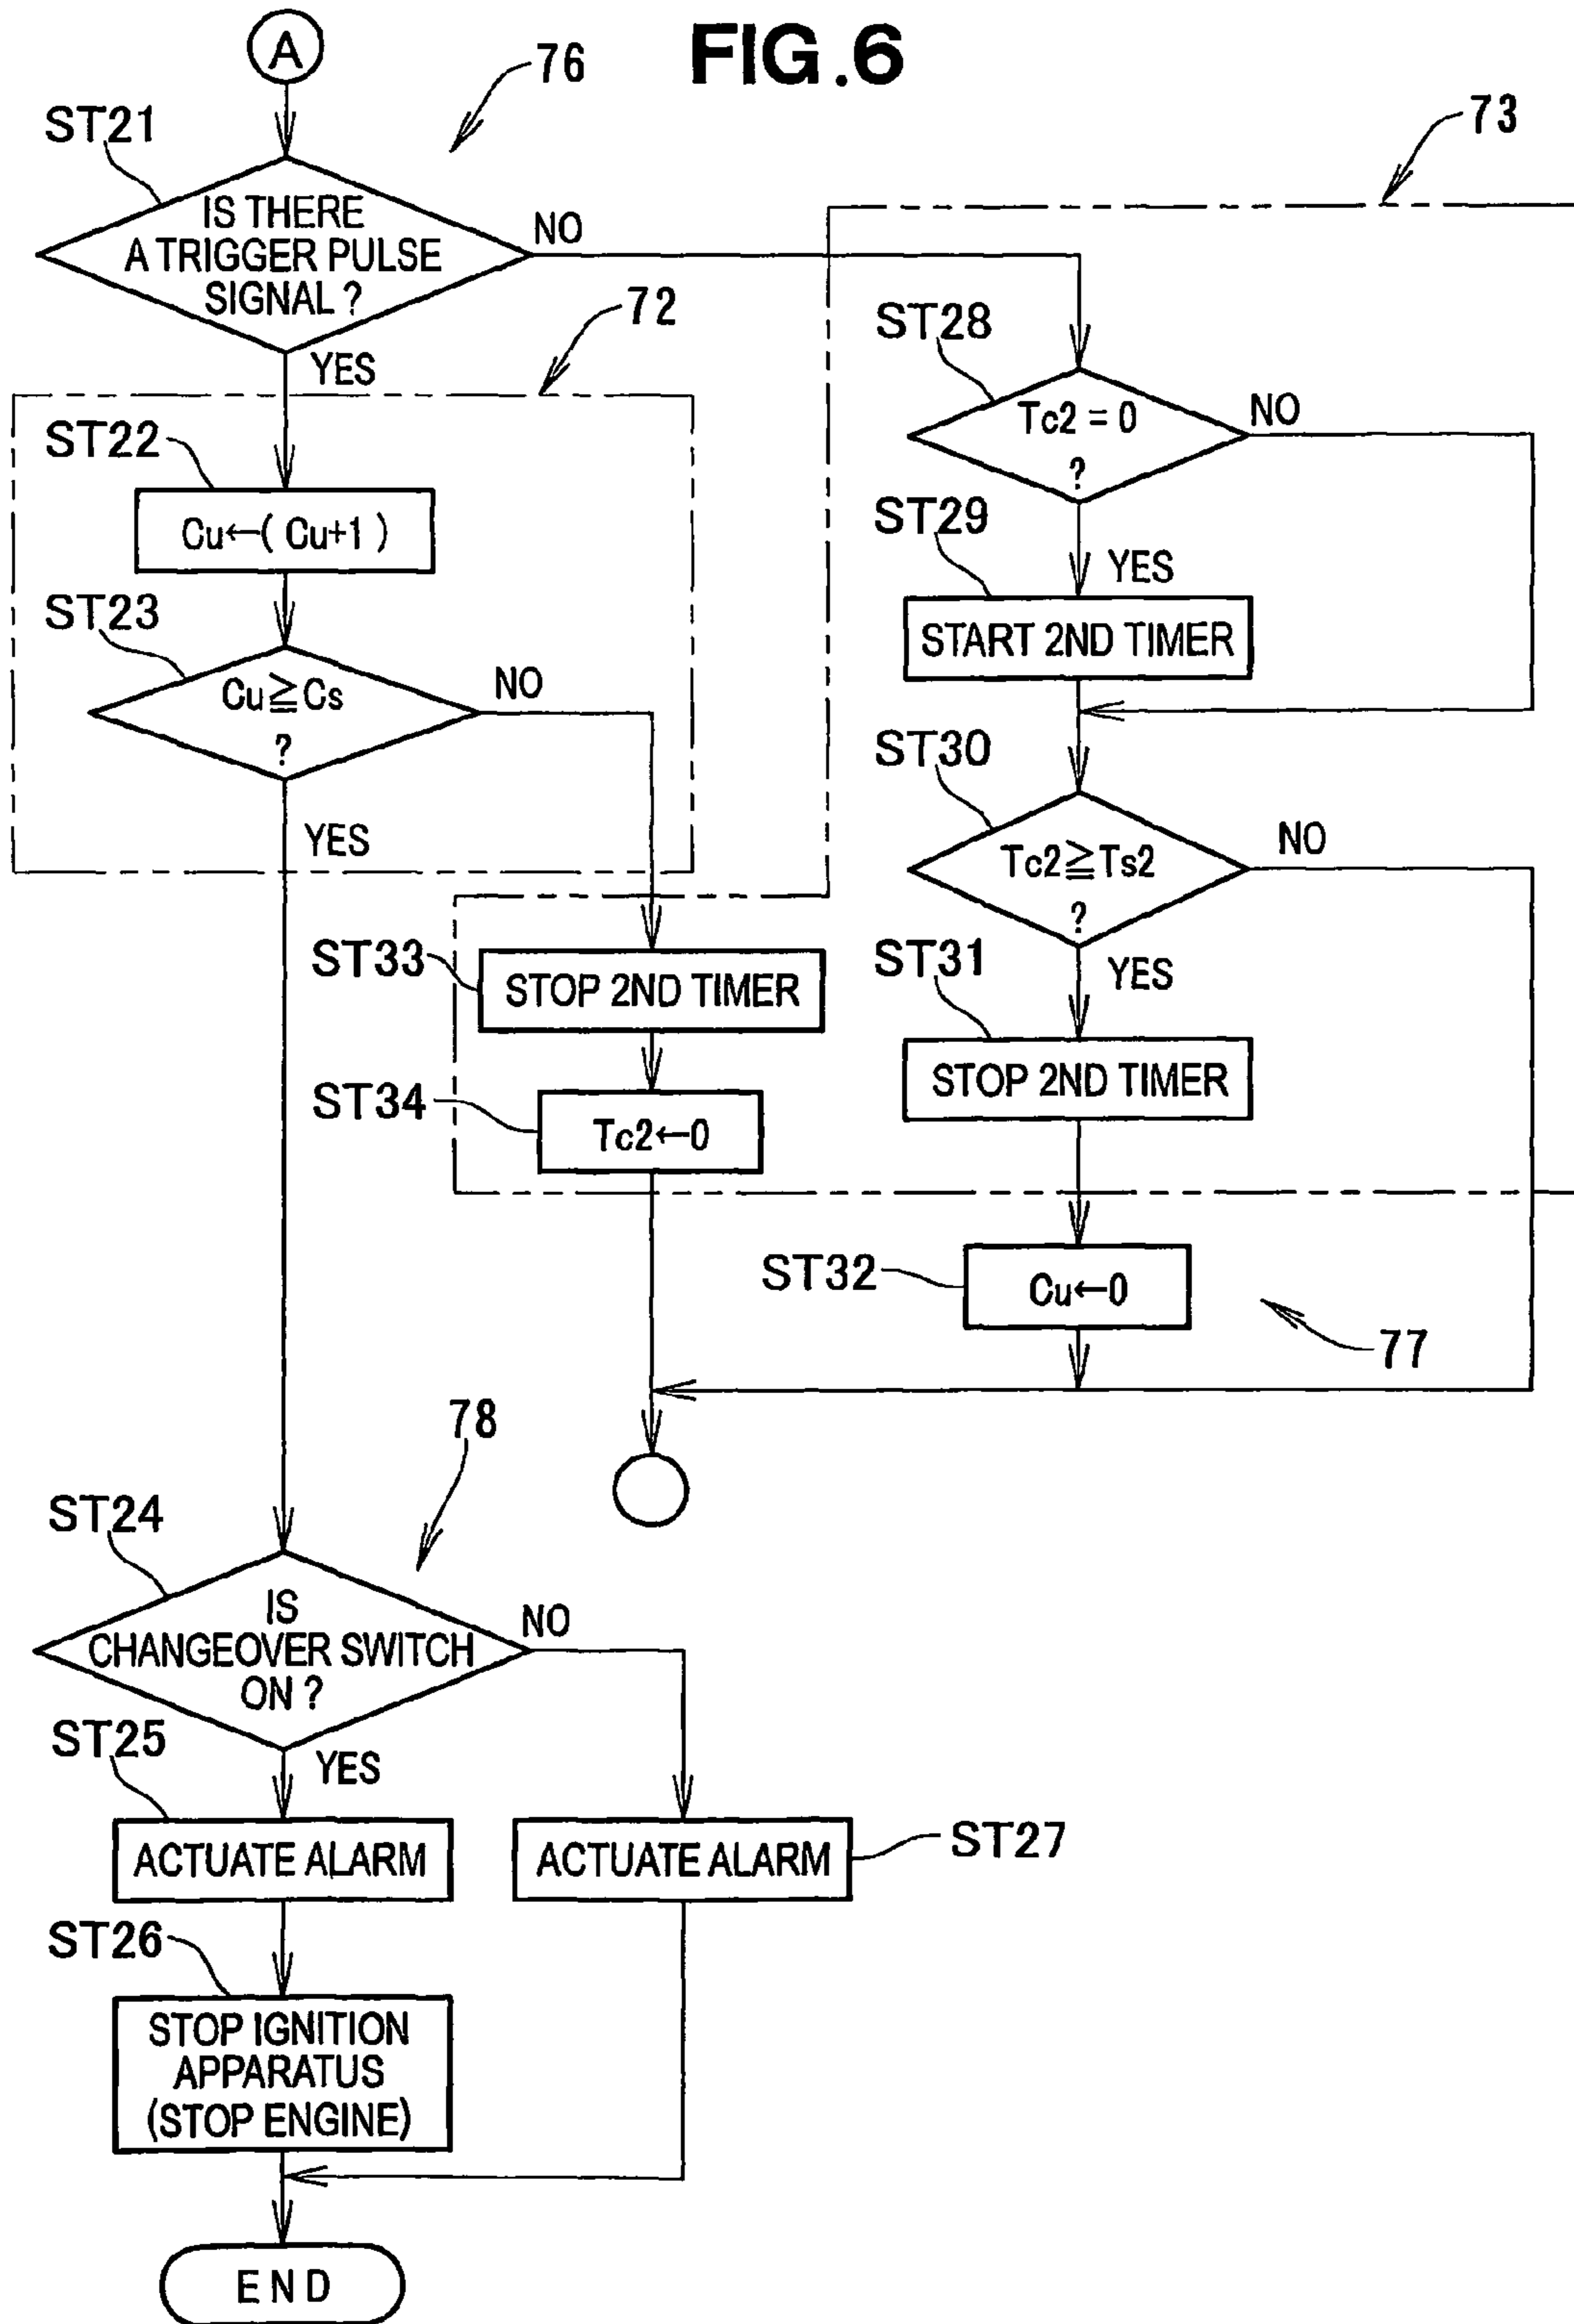 FIG.6
A
76
73
ST21
IS THERE
A TRIGGER PULSE
SIGNAL ?
NO
YES
72
ST22
Cu←( Cu+1 )
ST23
Cu≧Cs
?
NO
YES
ST28
Tc2 = 0
?
NO
YES
ST29
START 2ND TIMER
ST30
Tc2≧Ts2
?
NO
YES
ST33
STOP 2ND TIMER
ST31
STOP 2ND TIMER
ST34
Tc2←0
ST32
Cu←0
77
78
ST24
IS
CHANGEOVER SWITCH
ON ?
NO
YES
ST25
ACTUATE ALARM
ACTUATE ALARM
ST27
ST26
STOP IGNITION
APPARATUS
(STOP ENGINE)
END